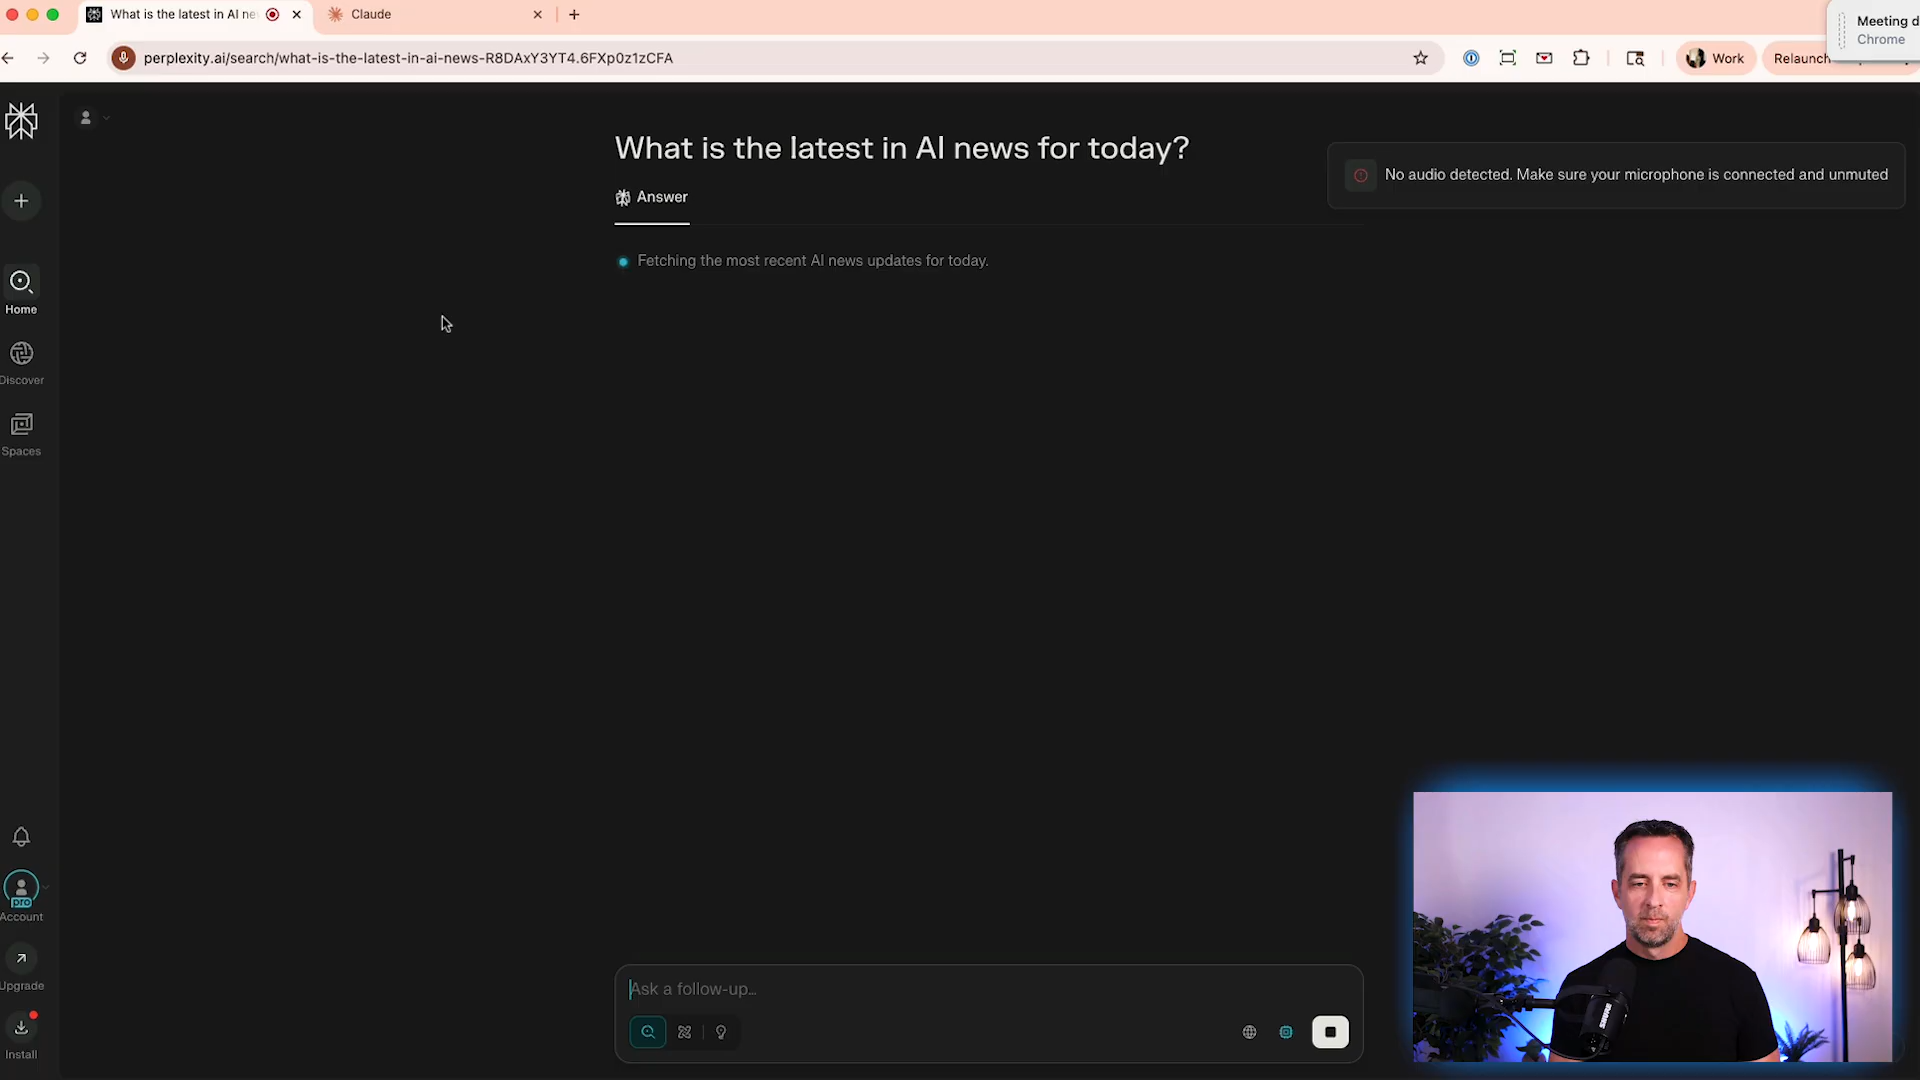 What is the latest in AI ne
Claude
Meeting d
Chrome
perplexity.ai/search/what-is-the-latest-in-ai-news-R8DAxY3YT4.6FXp0z1zCFA
Work
Relaunch
What is the latest in AI news for today?
No audio detected. Make sure your microphone is connected and unmuted
Answer
Fetching the most recent AI news updates for today.
Home
Discover
Spaces
pro
Account
Upgrade
Install
Ask a follow-up...
SHURE